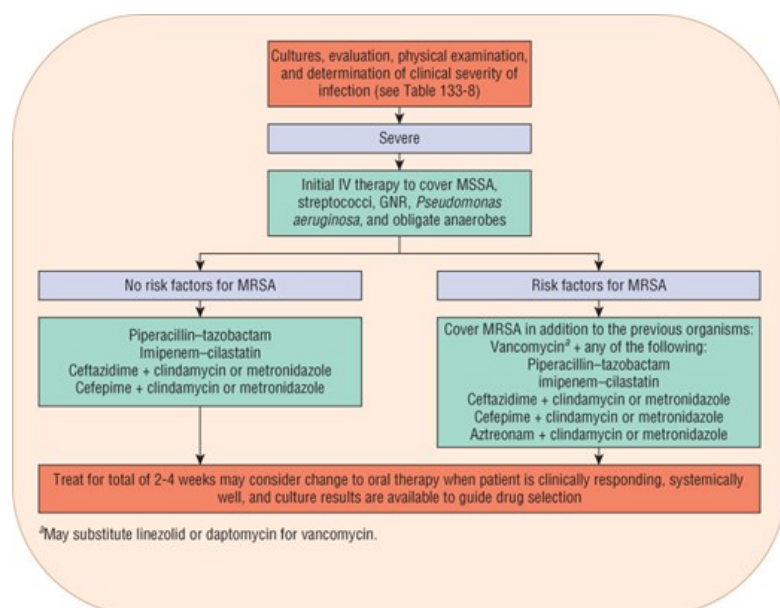 Cultures, evaluation, physical examination,
and determination of clinical severity of
infection (see Table 133-8)
Severe
Initial IV therapy to cover MSSA,
streptococci, GNR, Pseudomonas
aeruginosa, and obligate anaerobes
No risk factors for MRSA
Piperacillin–tazobactam
Imipenem–cilastatin
Ceftazidime + clindamycin or metronidazole
Cefepime + clindamycin or metronidazole
Risk factors for MRSA
Cover MRSA in addition to the previous organisms:
Vancomycinᵃ + any of the following:
Piperacillin–tazobactam
imipenem–cilastatin
Ceftazidime + clindamycin or metronidazole
Cefepime + clindamycin or metronidazole
Aztreonam + clindamycin or metronidazole
Treat for total of 2-4 weeks may consider change to oral therapy when patient is clinically responding, systemically
well, and culture results are available to guide drug selection
ᵃMay substitute linezolid or daptomycin for vancomycin.